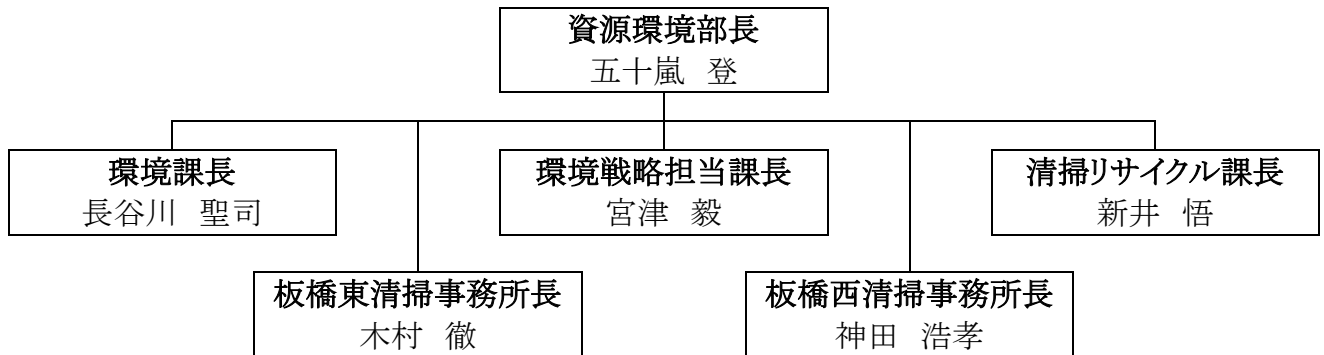 資源環境部長
五十嵐 登
環境課長
長谷川 聖司
環境戦略担当課長
宮津 毅
清掃リサイクル課長
新井 悟
板橋東清掃事務所長
木村 徹
板橋西清掃事務所長
神田 浩孝